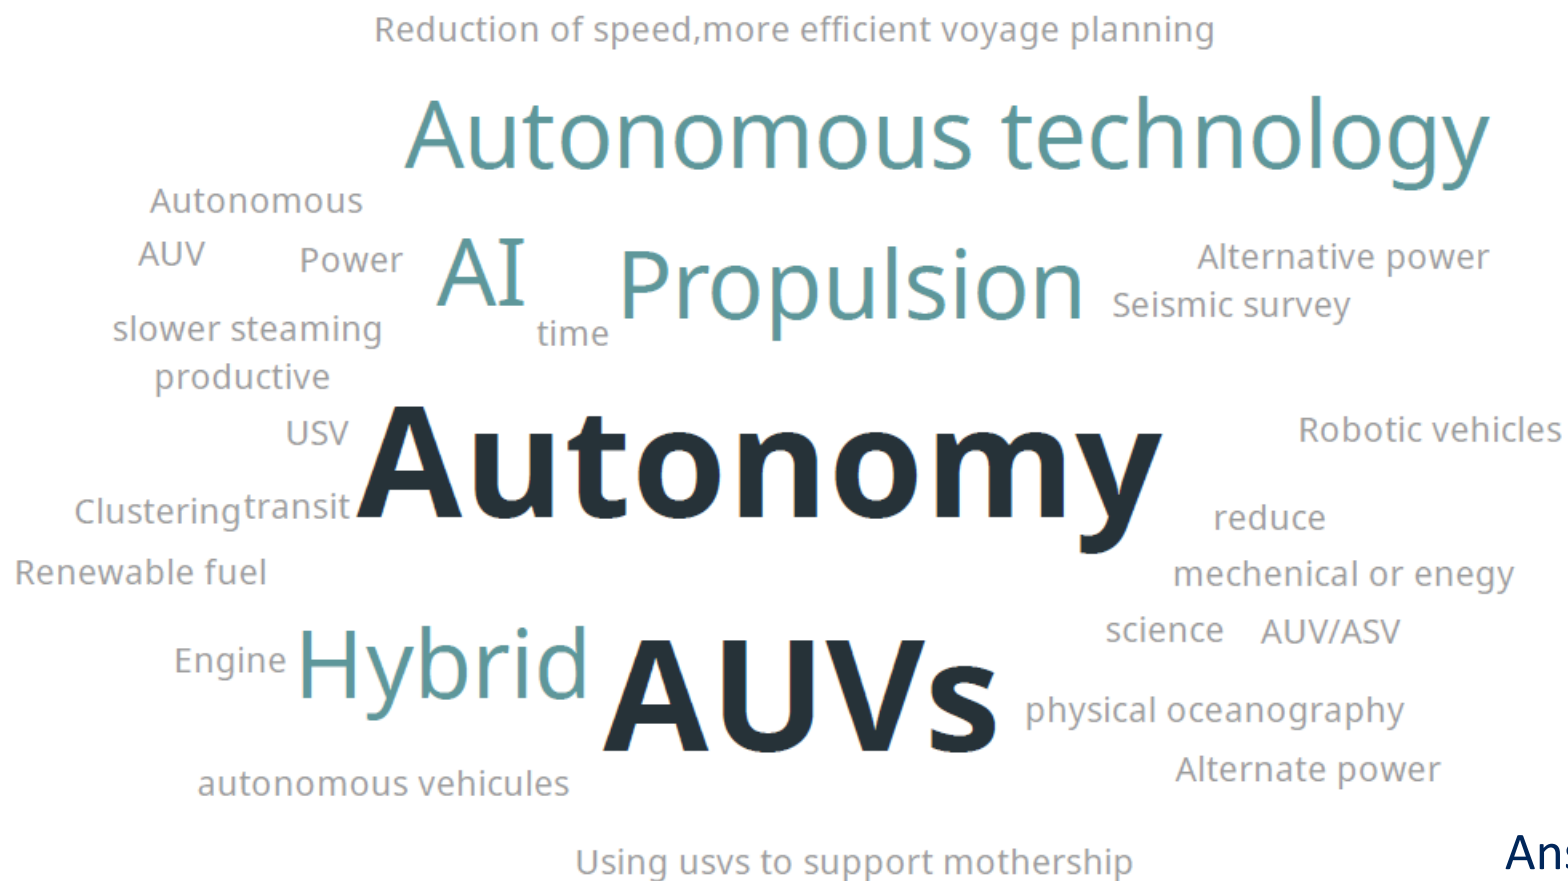 Reduction of speed,more efficient voyage planning
Autonomous technology
Autonomous
AUV
Power
AI
Propulsion
Alternative power
Seismic survey
slower steaming
time
productive
USV
Autonomy
Robotic vehicles
Clustering
transit
reduce
Renewable fuel
mechenical or enegy
science
AUV/ASV
Engine
Hybrid
AUVs
physical oceanography
Alternate power
autonomous vehicules
Using usvs to support mothership